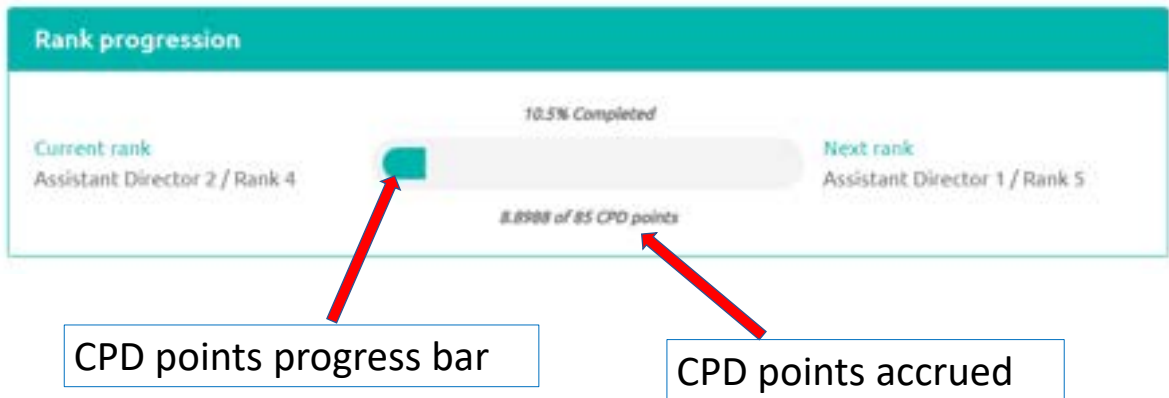 Rank progression
10.5% Completed
Current rank
Assistant Director 2 / Rank 4
Next rank
Assistant Director 1 / Rank 5
8.8988 of 85 CPD points
CPD points progress bar
CPD points accrued